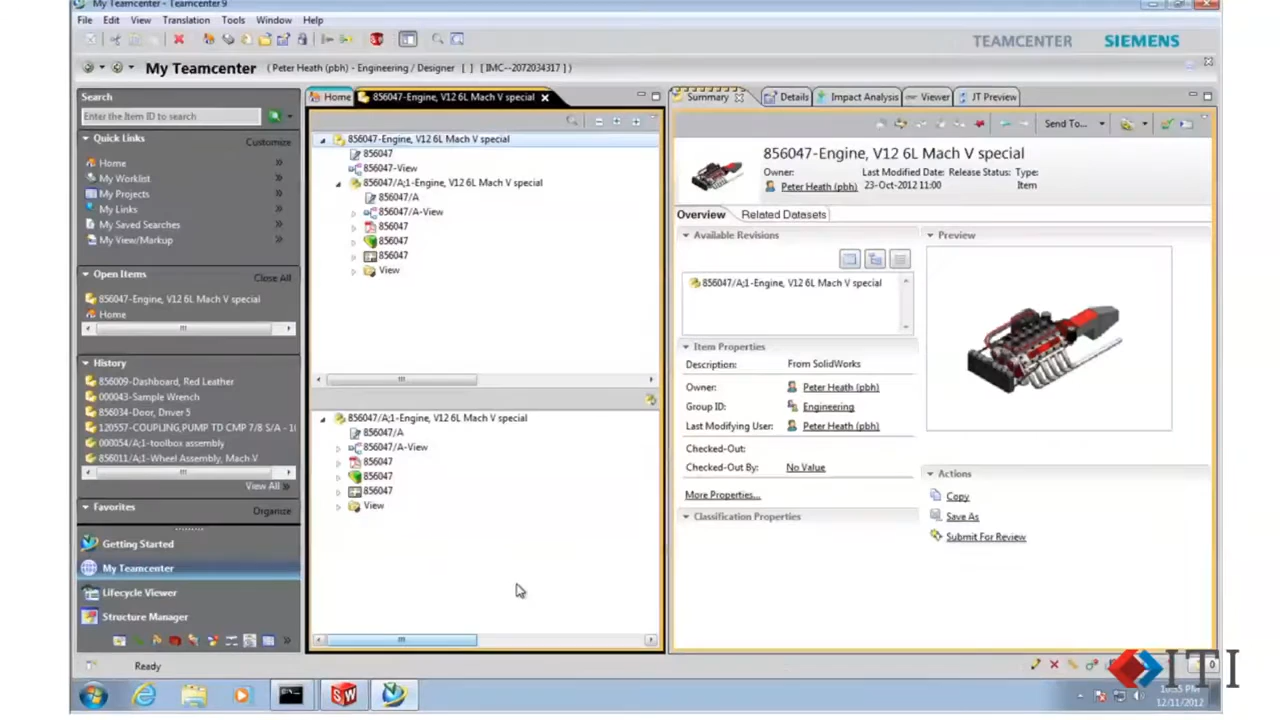 My Teamcenter - Teamcenter 9
File Edit View Translation Tools Window Help
TEAMCENTER SIEMENS
My Teamcenter ( Peter Heath (pbh) - Engineering / Designer [ ] [ IMC--2072034317 ] )
Search
Enter the Item ID to search
Quick Links Customize
Home
My Worklist
My Projects
My Links
My Saved Searches
My View/Markup
Open Items Close All
856047-Engine, V12 6L Mach V special
Home
History
856009-Dashboard, Red Leather
000043-Sample Wrench
856034-Door, Driver 5
120557-COUPLING,PUMP TD CMP 7/8 S/A -
000054/A;1-toolbox assembly
856011/A;1-Wheel Assembly, Mach V
View All
Favorites Organize
Getting Started
My Teamcenter
Lifecycle Viewer
Structure Manager
Ready
Home 856047-Engine, V12 6L Mach V special
856047-Engine, V12 6L Mach V special
856047
856047-View
856047/A;1-Engine, V12 6L Mach V special
856047/A
856047/A-View
856047
856047
856047
View
856047/A;1-Engine, V12 6L Mach V special
856047/A
856047/A-View
856047
856047
856047
View
Summary Details Impact Analysis Viewer JT Preview
Send To...
856047-Engine, V12 6L Mach V special
Owner: Last Modified Date: Release Status: Type:
Peter Heath (pbh) 23-Oct-2012 11:00 Item
Overview Related Datasets
Available Revisions
856047/A;1-Engine, V12 6L Mach V special
Item Properties
Description: From SolidWorks
Owner: Peter Heath (pbh)
Group ID: Engineering
Last Modifying User: Peter Heath (pbh)
Checked-Out:
Checked-Out By: No Value
More Properties...
Classification Properties
Preview
Actions
Copy
Save As
Submit For Review
0
ITI
12/11/2012